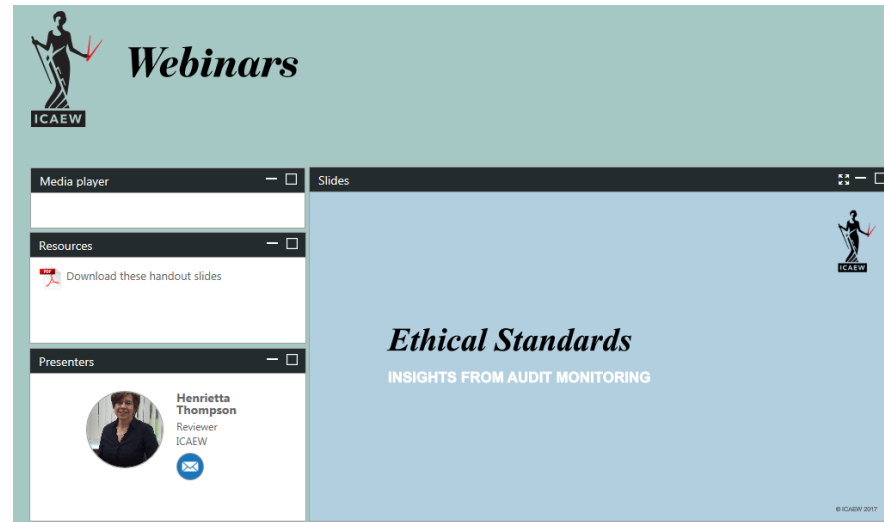 Webinars
ICAEW
Media player
Resources
Download these handout slides
Presenters
Henrietta
Thompson
Reviewer
ICAEW
Slides
ICAEW
Ethical Standards
INSIGHTS FROM AUDIT MONITORING
© ICAEW 2017